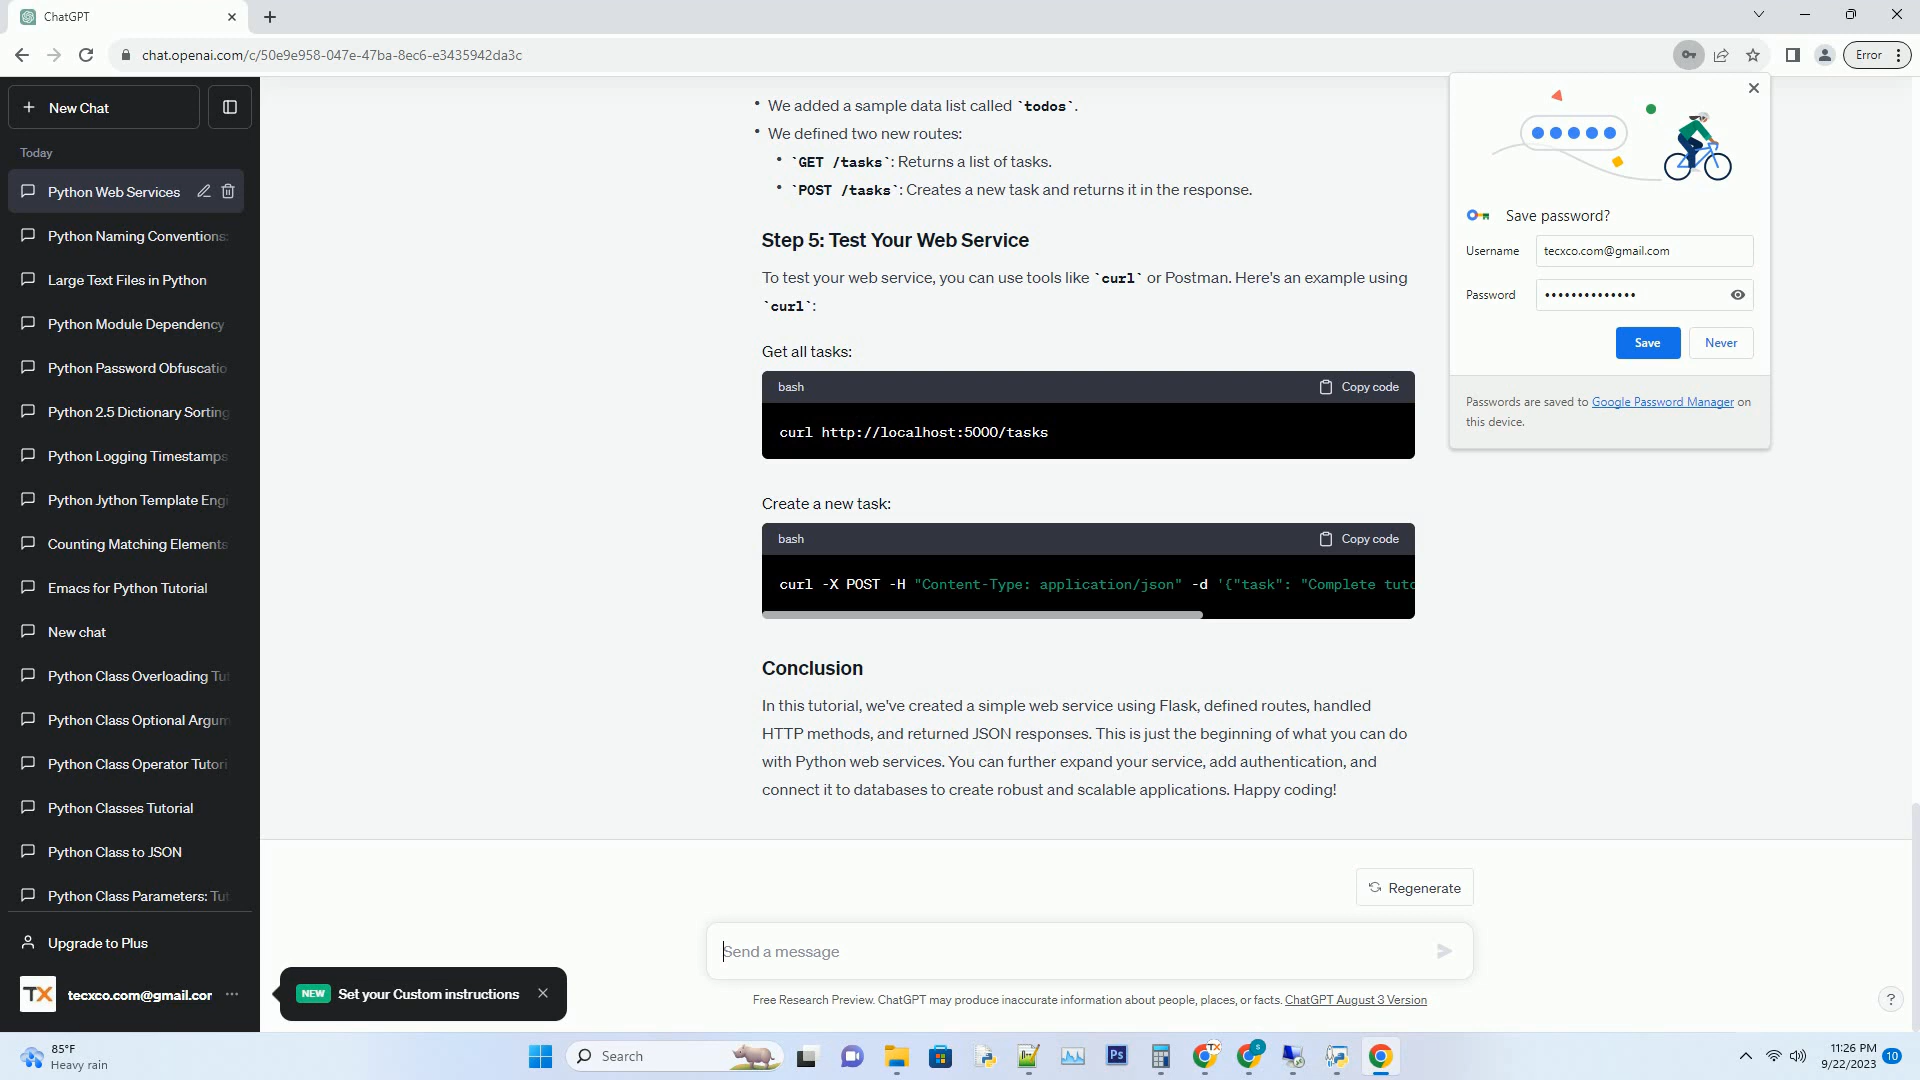 ChatGPT
chat.openai.com/c/50e9e958-047e-47ba-8ec6-e3435942da3c
Error
New Chat
Today
Python Web Services
Python Naming Conventions:
Large Text Files in Python
Python Module Dependency
Python Password Obfuscatio
Python 2.5 Dictionary Sorting
Python Logging Timestamps
Python Jython Template Engi
Counting Matching Elements
Emacs for Python Tutorial
New chat
Python Class Overloading Tut
Python Class Optional Argum
Python Class Operator Tutori
Python Classes Tutorial
Python Class to JSON
Python Class Parameters: Tut
Upgrade to Plus
TX tecxco.com@gmail.cor
NEW Set your Custom instructions
• We added a sample data list called `todos`.
• We defined two new routes:
• `GET /tasks`: Returns a list of tasks.
• `POST /tasks`: Creates a new task and returns it in the response.
Step 5: Test Your Web Service
To test your web service, you can use tools like `curl` or Postman. Here's an example using
`curl`:
Get all tasks:
bash Copy code
curl http://localhost:5000/tasks
Create a new task:
bash Copy code
curl -X POST -H "Content-Type: application/json" -d '{"task": "Complete tuto
Conclusion
In this tutorial, we've created a simple web service using Flask, defined routes, handled
HTTP methods, and returned JSON responses. This is just the beginning of what you can do
with Python web services. You can further expand your service, add authentication, and
connect it to databases to create robust and scalable applications. Happy coding!
Regenerate
Send a message
Free Research Preview. ChatGPT may produce inaccurate information about people, places, or facts. ChatGPT August 3 Version
?
Save password?
Username tecxco.com@gmail.com
Password ••••••••••••••
Save Never
Passwords are saved to Google Password Manager on
this device.
85°F
Heavy rain
Search
Ps
TX
S
11:26 PM
9/22/2023
10